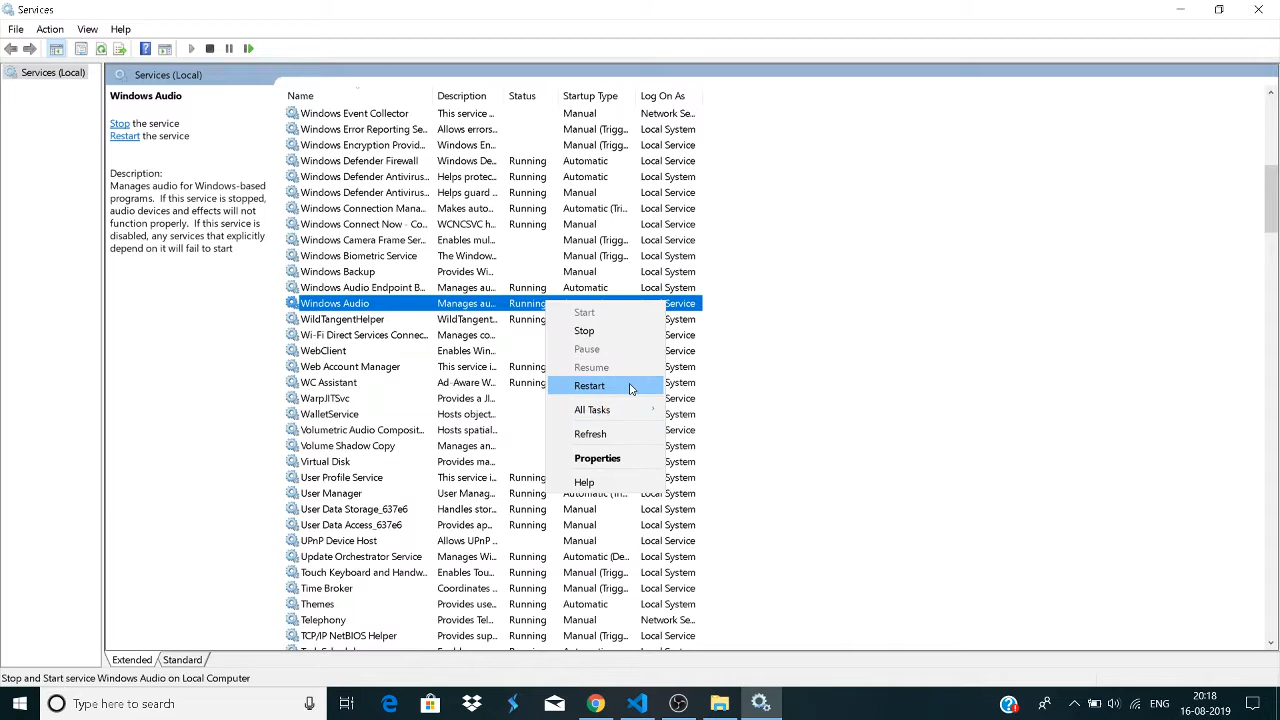 Services
File Action View Help
Services (Local)
Services (Local)
Windows Audio
Stop the service
Restart the service
Description:
Manages audio for Windows-based
programs. If this service is stopped,
audio devices and effects will not
function properly. If this service is
disabled, any services that explicitly
depend on it will fail to start
Name Description Status Startup Type Log On As
Windows Event Collector This service ... Manual Network Se...
Windows Error Reporting Se... Allows errors... Manual (Trigg... Local System
Windows Encryption Provid... Windows En... Manual (Trigg... Local Service
Windows Defender Firewall Windows De... Running Automatic Local Service
Windows Defender Antivirus... Helps protec... Running Automatic Local System
Windows Defender Antivirus... Helps guard ... Running Manual Local Service
Windows Connection Mana... Makes auto... Running Automatic (Tri... Local Service
Windows Connect Now - Co... WCNCSVC h... Running Manual Local Service
Windows Camera Frame Ser... Enables mul... Manual (Trigg... Local Service
Windows Biometric Service The Window... Manual (Trigg... Local System
Windows Backup Provides Wi... Manual Local System
Windows Audio Endpoint B... Manages au... Running Automatic Local System
Windows Audio Manages au... Running Service
WildTangentHelper WildTangent... Running System
Wi-Fi Direct Services Connec... Manages co... Service
WebClient Enables Win... Service
Web Account Manager This service i... Running System
WC Assistant Ad-Aware W... Running System
WarpJITSvc Provides a JI... Service
WalletService Hosts object... System
Volumetric Audio Composit... Hosts spatial... Service
Volume Shadow Copy Manages an... System
Virtual Disk Provides ma... System
User Profile Service This service i... Running System
User Manager User Manag... Running Automatic (Tri... Local System
User Data Storage_637e6 Handles stor... Running Manual Local System
User Data Access_637e6 Provides ap... Running Manual Local System
UPnP Device Host Allows UPnP ... Manual Local Service
Update Orchestrator Service Manages Wi... Running Automatic (De... Local System
Touch Keyboard and Handw... Enables Tou... Running Manual (Trigg... Local System
Time Broker Coordinates ... Running Manual (Trigg... Local Service
Themes Provides use... Running Automatic Local System
Telephony Provides Tel... Running Manual Network Se...
TCP/IP NetBIOS Helper Provides sup... Running Manual (Trigg... Local Service
Start
Stop
Pause
Resume
Restart
All Tasks
Refresh
Properties
Help
Extended Standard
Stop and Start service Windows Audio on Local Computer
Type here to search
ENG
20:18
16-08-2019